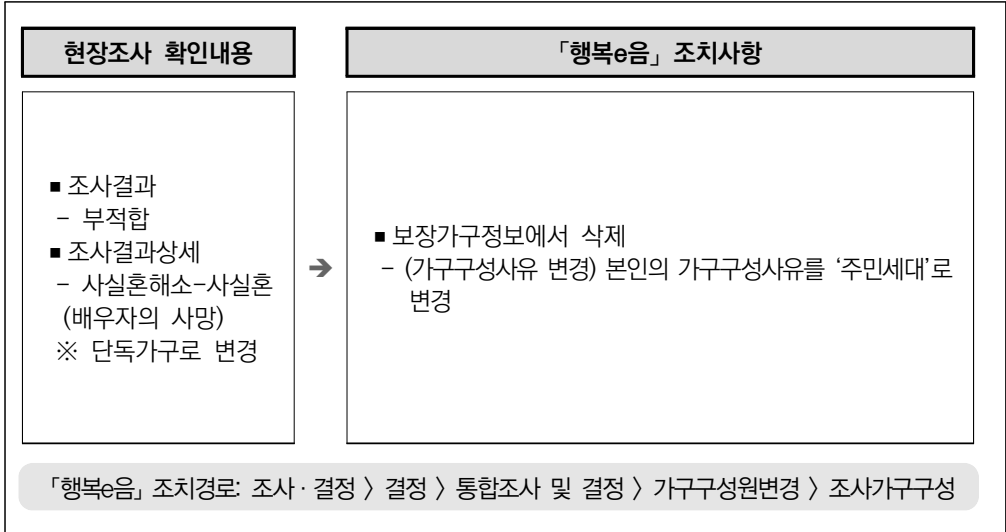 현장조사 확인내용
「행복e음」 조치사항
■ 조사결과
- 부적합
■ 조사결과상세
- 사실혼해소-사실혼
(배우자의 사망)
※ 단독가구로 변경
➔
■ 보장가구정보에서 삭제
- (가구구성사유 변경) 본인의 가구구성사유를 ‘주민세대’로
변경
「행복e음」 조치경로: 조사·결정 〉 결정 〉 통합조사 및 결정 〉 가구구성원변경 〉 조사가구구성